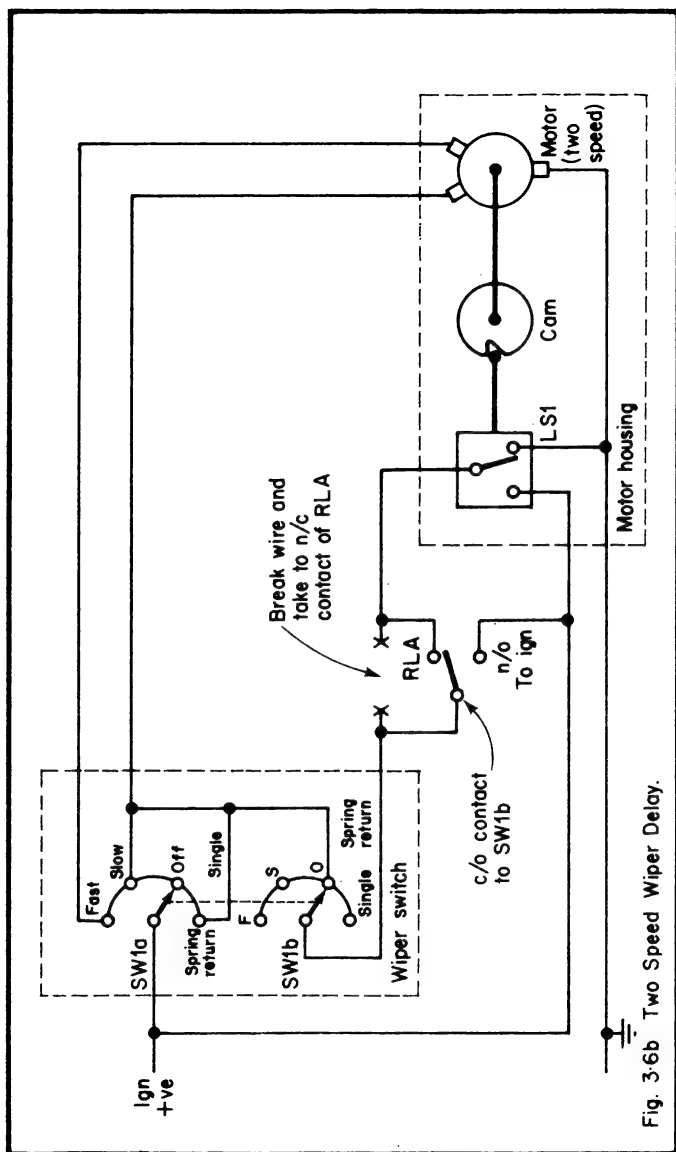 Ign
+ve
SW1a
Fast
Slow
Off
Single
Spring
return
SW1b
F
S
O
Single
Spring
return
Wiper switch
Break wire and
take to n/c
contact of RLA
RLA
n/o
To ign
c/o contact
to SW1b
LS1
Cam
Motor
(two
speed)
Motor housing
Fig. 3·6b Two Speed Wiper Delay.